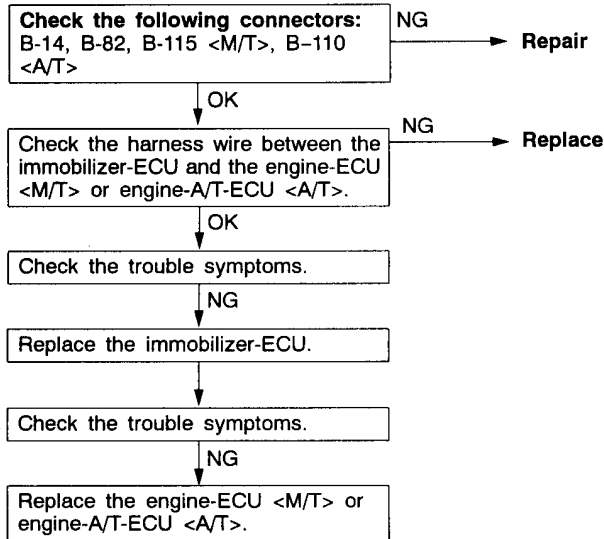 Check the following connectors:
B-14, B-82, B-115 <M/T>, B–110
<A/T>
NG
Repair
OK
Check the harness wire between the
immobilizer-ECU and the engine-ECU
<M/T> or engine-A/T-ECU <A/T>.
NG
Replace
OK
Check the trouble symptoms.
NG
Replace the immobilizer-ECU.
Check the trouble symptoms.
NG
Replace the engine-ECU <M/T> or
engine-A/T-ECU <A/T>.